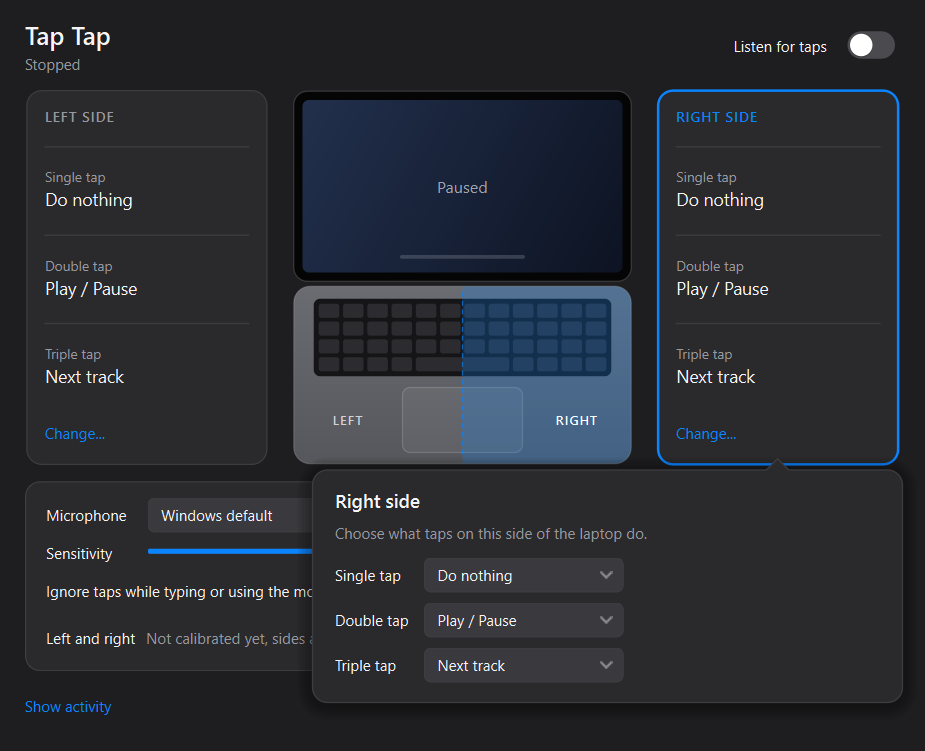 Tap Tap
Stopped
Listen for taps
LEFT SIDE
Single tap
Do nothing
Double tap
Play / Pause
Triple tap
Next track
Change...
Paused
LEFT
RIGHT
RIGHT SIDE
Single tap
Do nothing
Double tap
Play / Pause
Triple tap
Next track
Change...
Microphone
Windows default
Sensitivity
Ignore taps while typing or using the
Left and right
Not calibrated yet, sides
Right side
Choose what taps on this side of the laptop do.
Single tap
Do nothing
Double tap
Play / Pause
Triple tap
Next track
Show activity